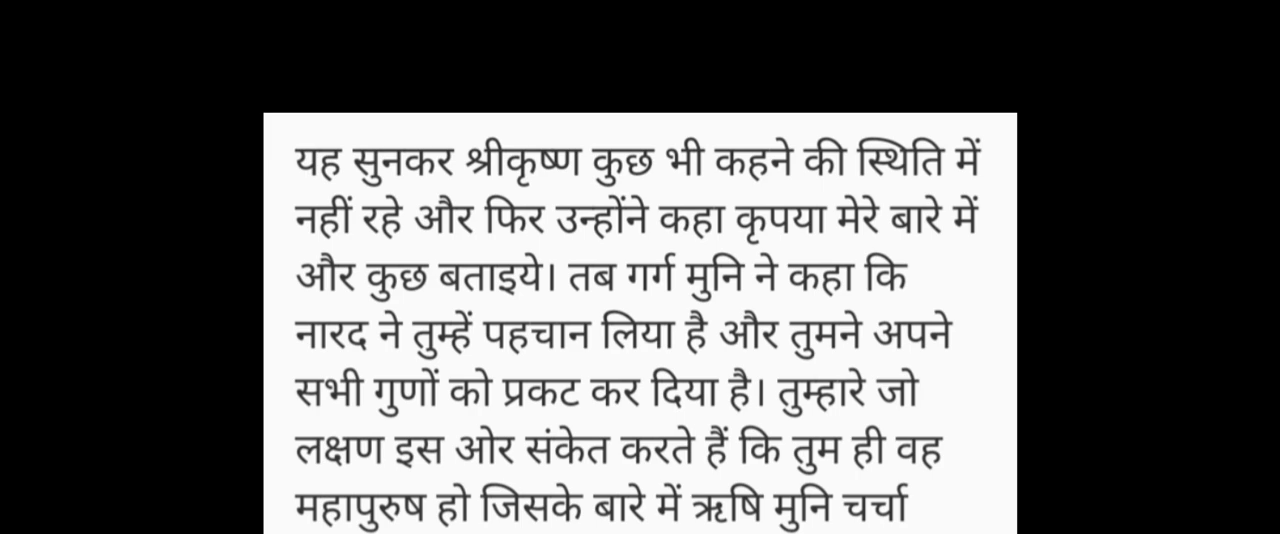 यह सुनकर श्रीकृष्ण कुछ भी कहने की स्थिति में
नहीं रहे और फिर उन्होंने कहा कृपया मेरे बारे में
और कुछ बताइये। तब गर्ग मुनि ने कहा कि
नारद ने तुम्हें पहचान लिया है और तुमने अपने
सभी गुणों को प्रकट कर दिया है। तुम्हारे जो
लक्षण इस ओर संकेत करते हैं कि तुम ही वह
महापुरुष हो जिसके बारे में ऋषि मुनि चर्चा